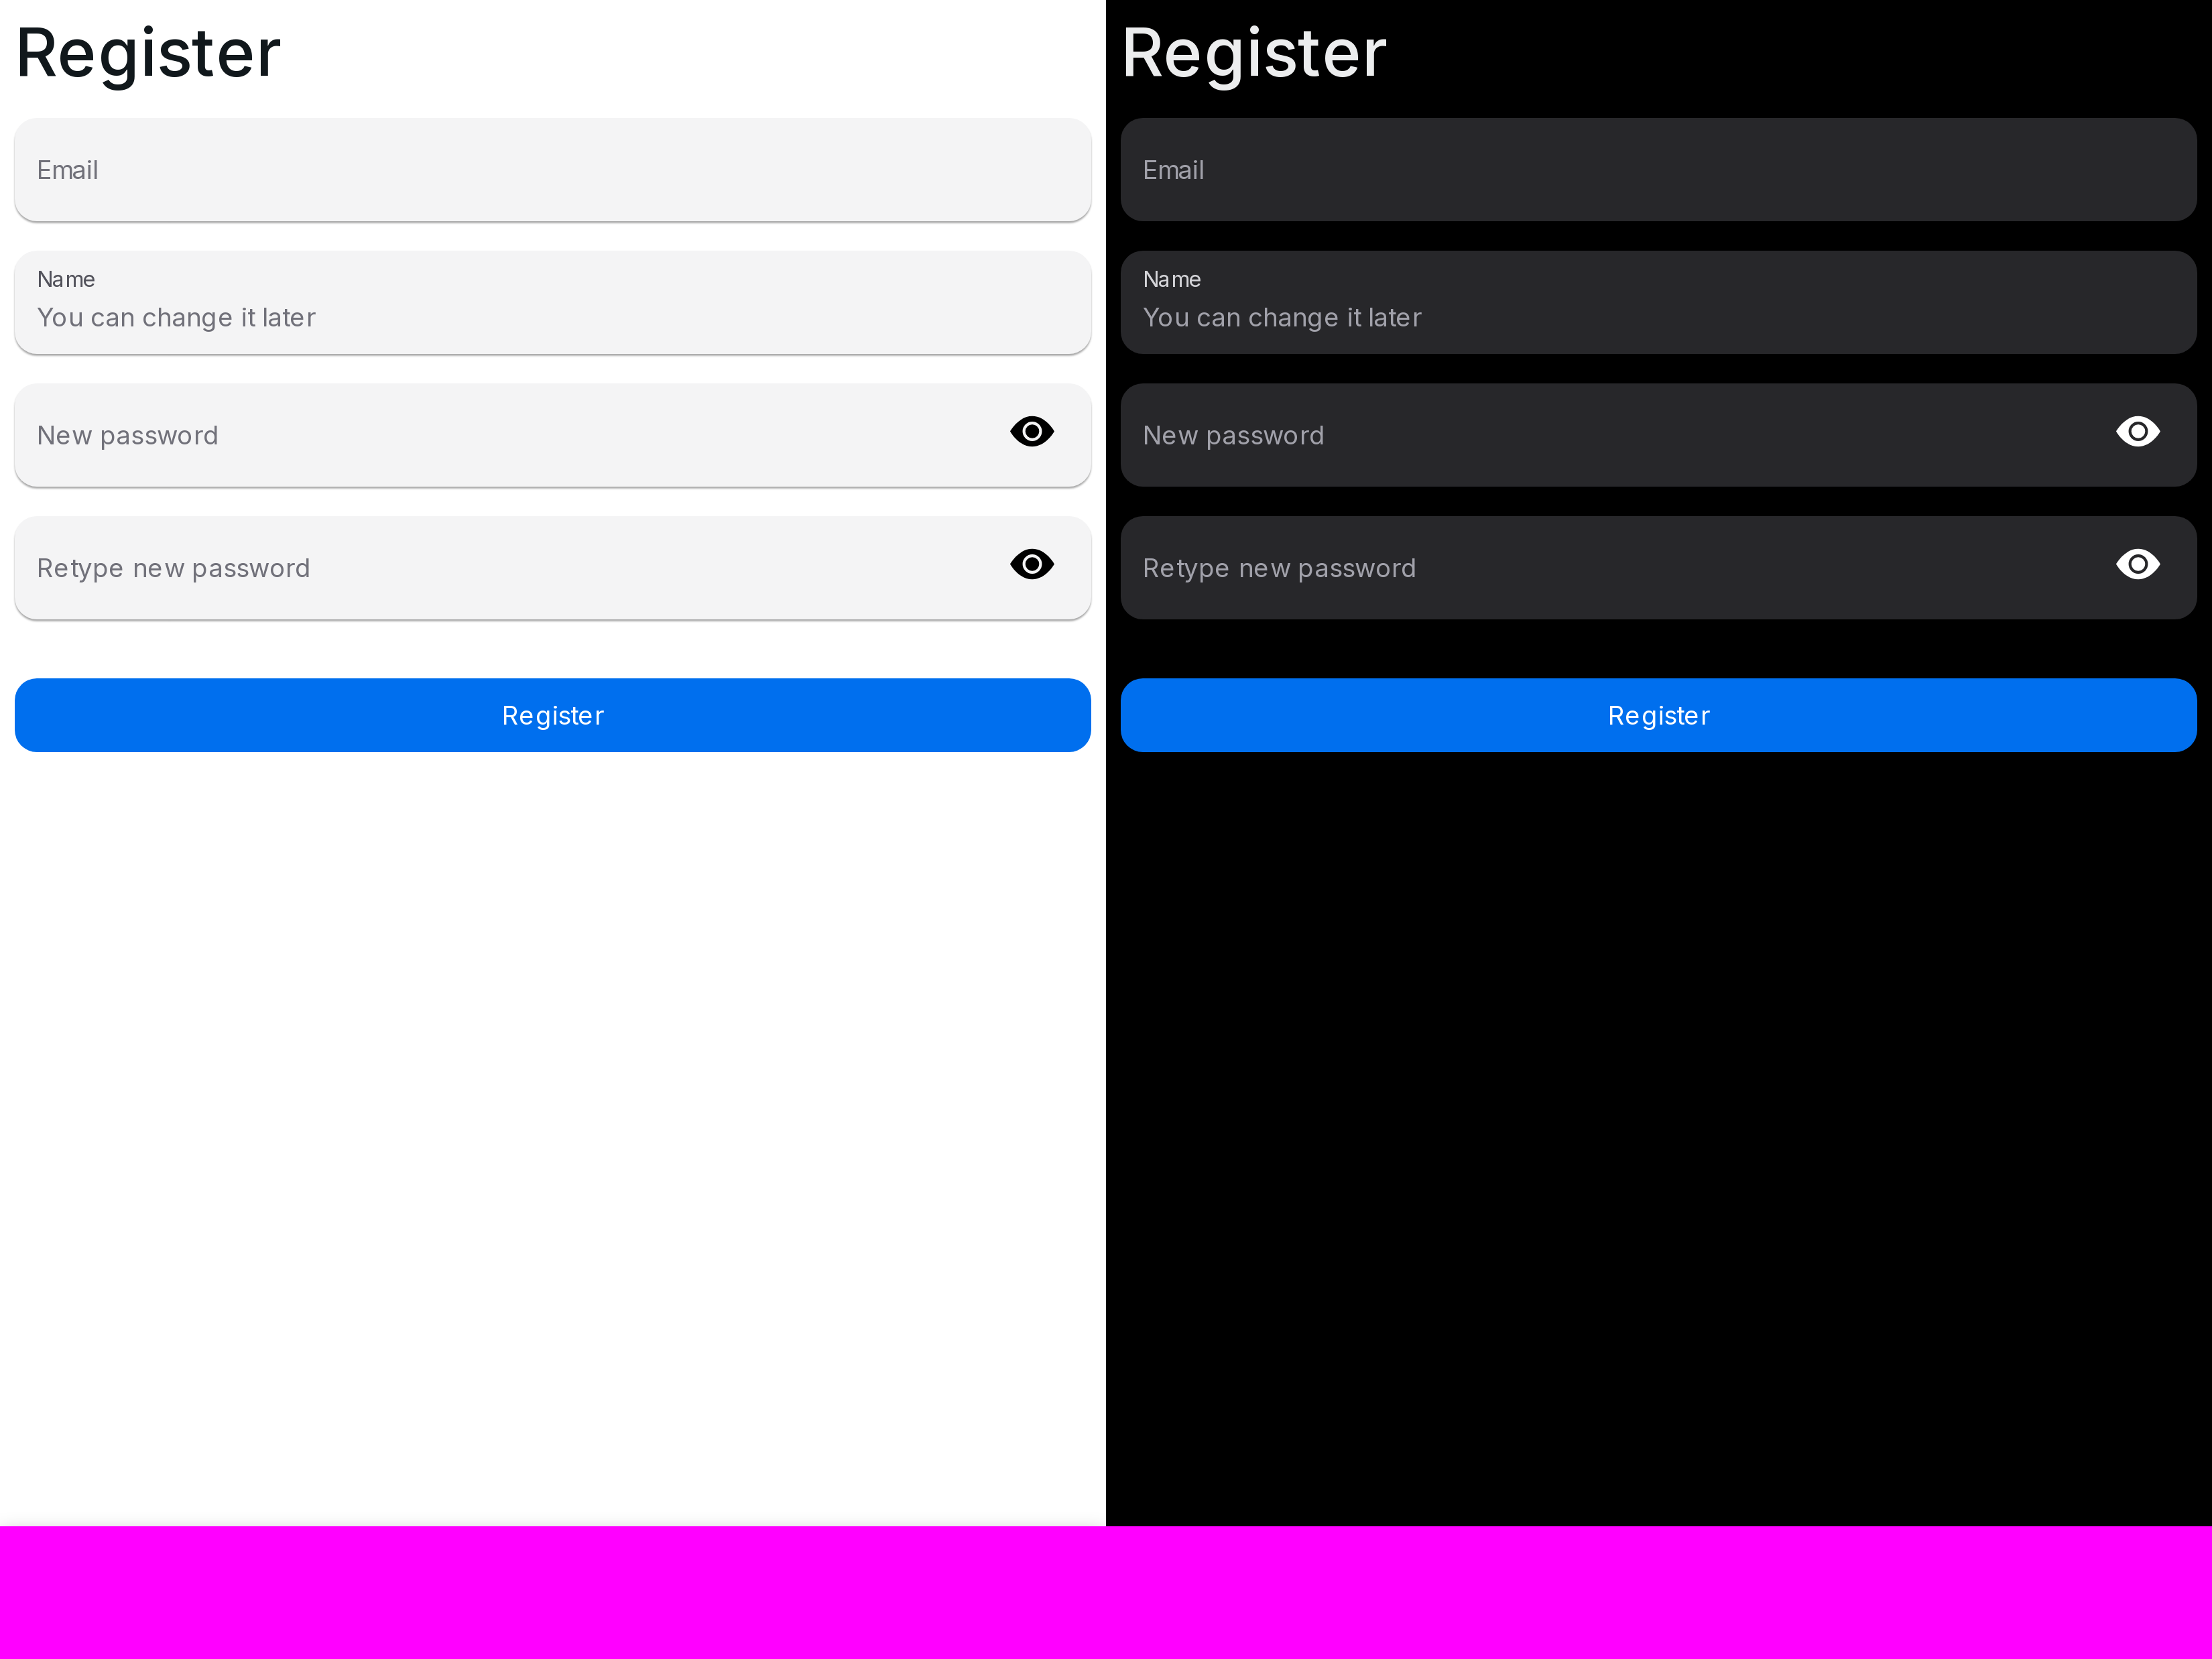 Register
Email
Name
You can change it later
New password
Retype new password
Register
Register
Email
Name
You can change it later
New password
Retype new password
Register